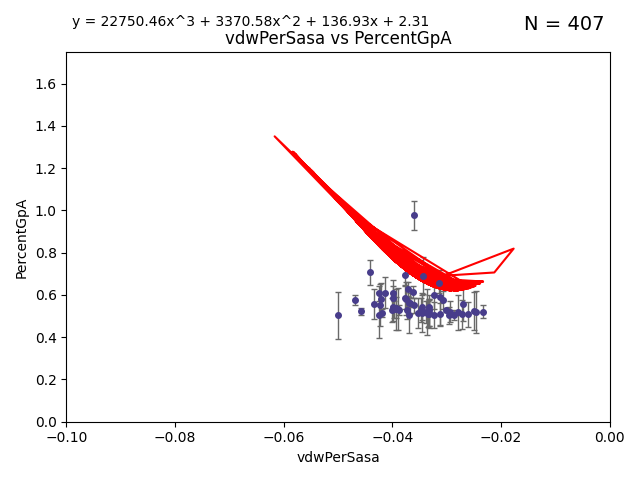 y = 22750.46x^3 + 3370.58x^2 + 136.93x + 2.31
N = 407
vdwPerSasa vs PercentGpA
PercentGpA
1.6
1.4
1.2
1.0
0.8
0.6
0.4
0.2
0.0
−0.10 −0.08 −0.06 −0.04 −0.02 0.00
vdwPerSasa